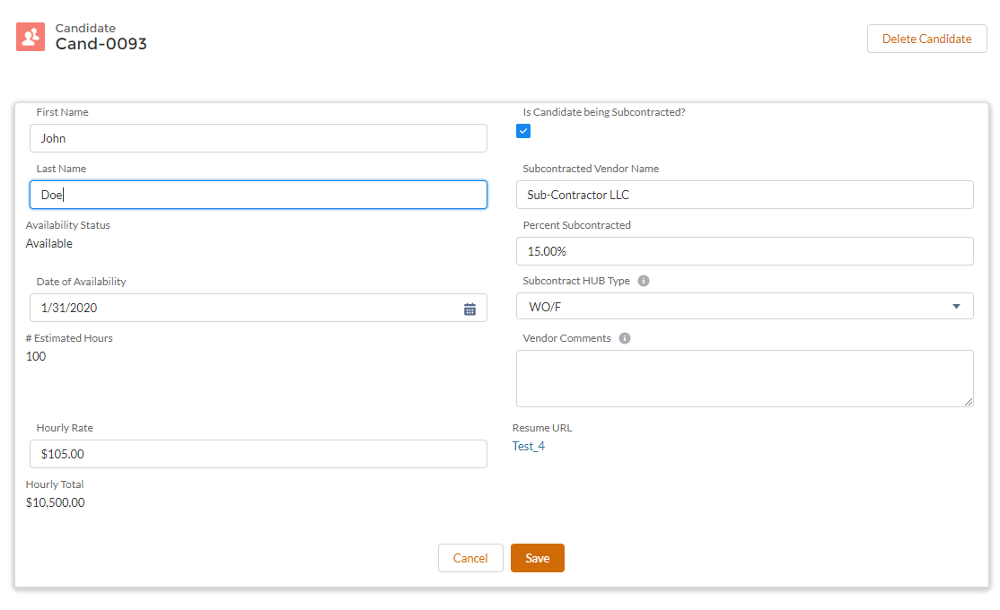 Candidate
Cand-0093
Delete Candidate
First Name
John
Last Name
Doe
Availability Status
Available
Date of Availability
1/31/2020
# Estimated Hours
100
Hourly Rate
$105.00
Hourly Total
$10,500.00
Is Candidate being Subcontracted?
Subcontracted Vendor Name
Sub-Contractor LLC
Percent Subcontracted
15.00%
Subcontract HUB Type
WO/F
Vendor Comments
Resume URL
Test_4
Cancel
Save